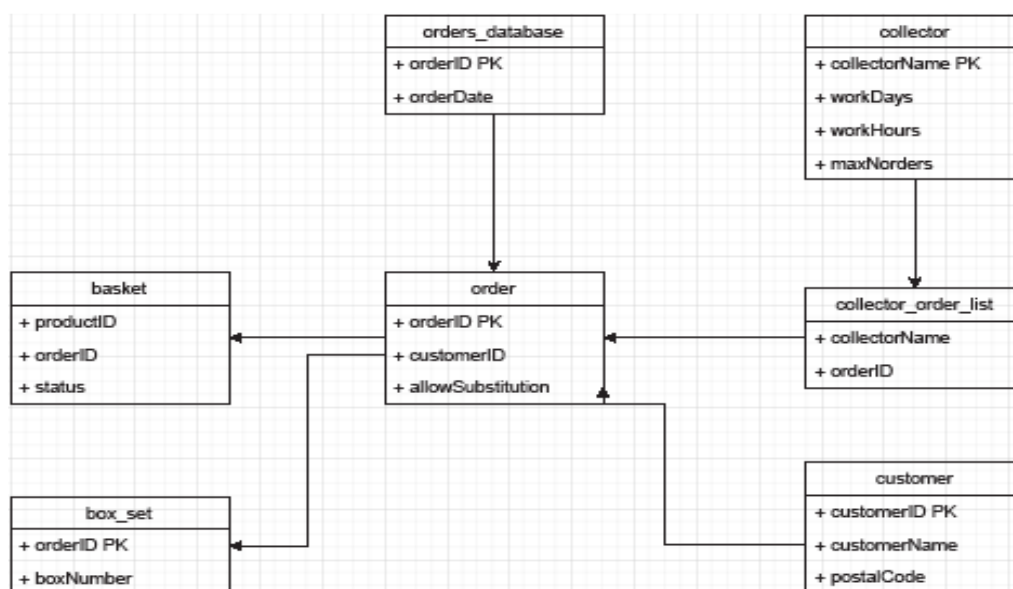 orders_database
+ orderID PK
+ orderDate
collector
+ collectorName PK
+ workDays
+ workHours
+ maxNorders
basket
+ productID
+ orderID
+ status
order
+ orderID PK
+ customerID
+ allowSubstitution
collector_order_list
+ collectorName
+ orderID
box_set
+ orderID PK
+ boxNumber
customer
+ customerID PK
+ customerName
+ postalCode